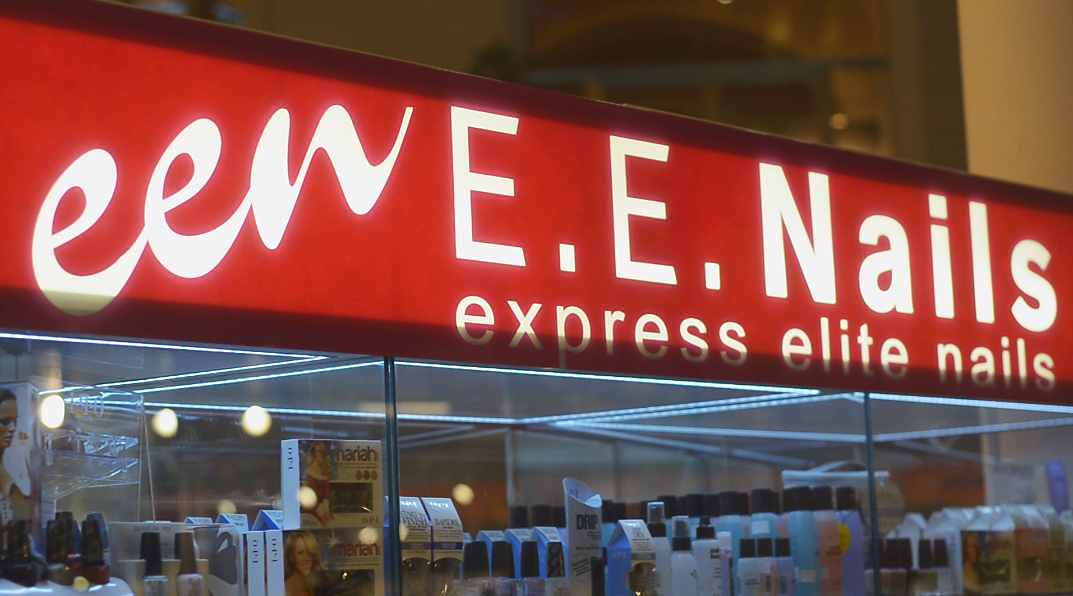 een E.E. Nails
express elite nails
O·P·I
mariah
O·P·I
mariah
DRIP